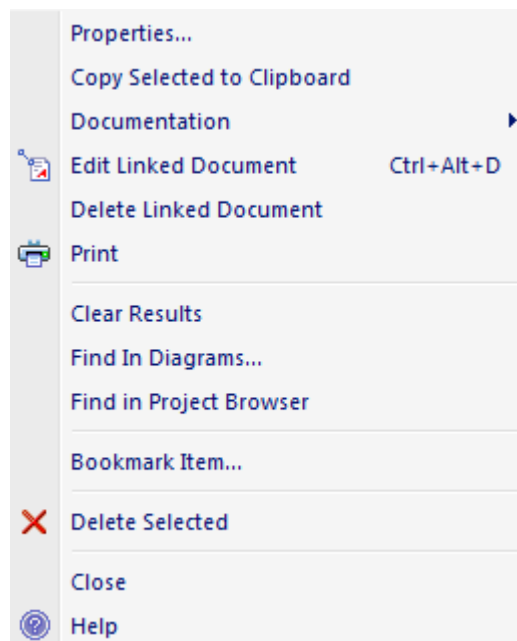 Properties...
Copy Selected to Clipboard
Documentation
Edit Linked Document Ctrl+Alt+D
Delete Linked Document
Print
Clear Results
Find In Diagrams...
Find in Project Browser
Bookmark Item...
Delete Selected
Close
Help